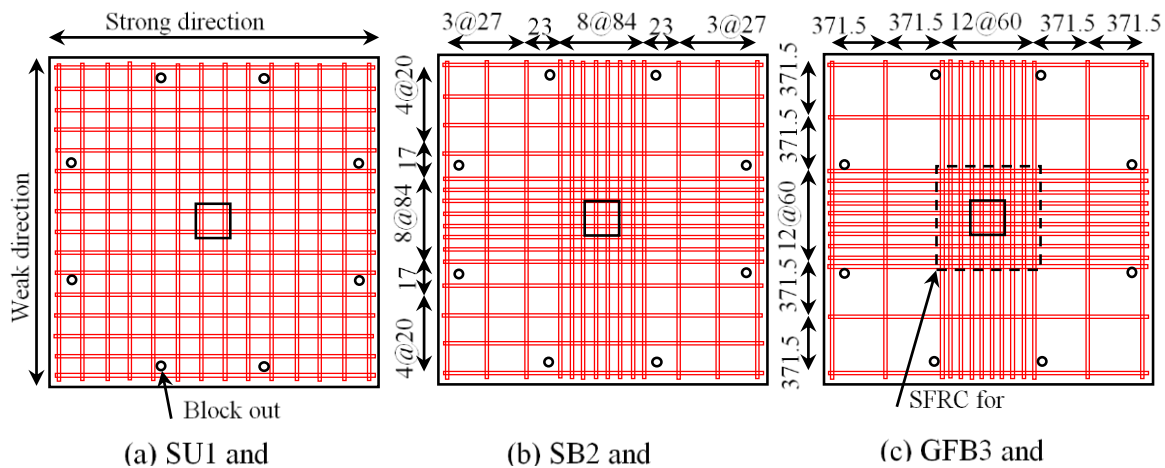 Strong direction
Weak direction
Block out
(a) SU1 and
3@27
23
8@84
23
3@27
4@20
17
8@84
17
4@20
(b) SB2 and
371.5
371.5
12@60
371.5
371.5
371.5
371.5
12@60
371.5
371.5
SFRC for
(c) GFB3 and